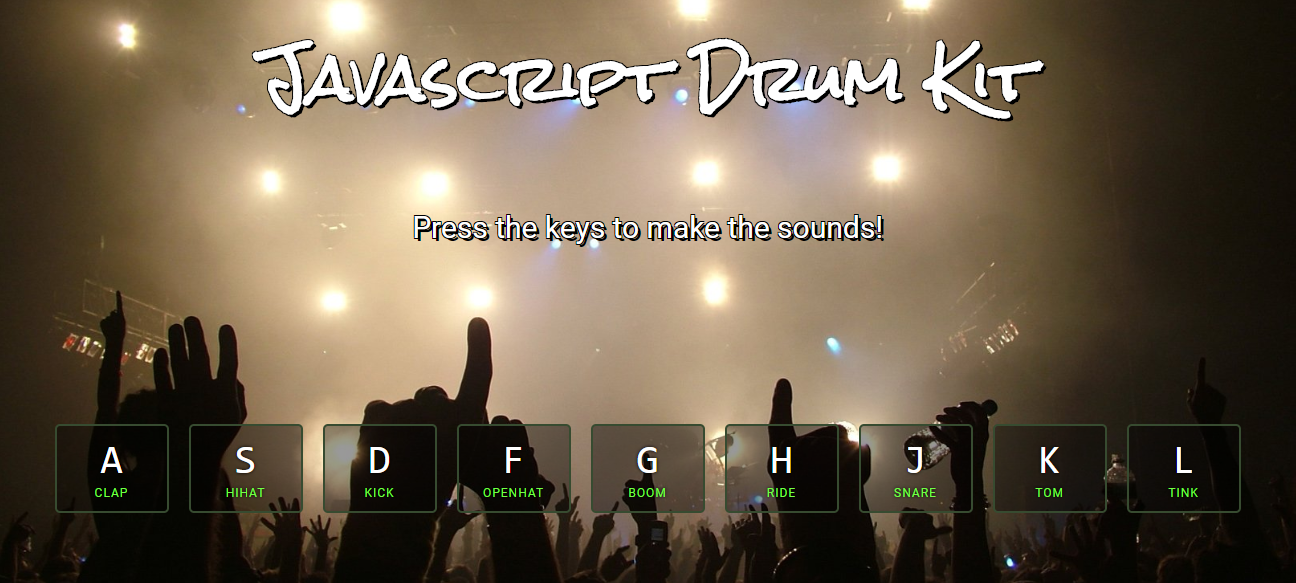 Javascript Drum Kit
Press the keys to make the sounds!
A S D F G H J K L
CLAP HIHAT KICK OPENHAT BOOM RIDE SNARE TOM TINK